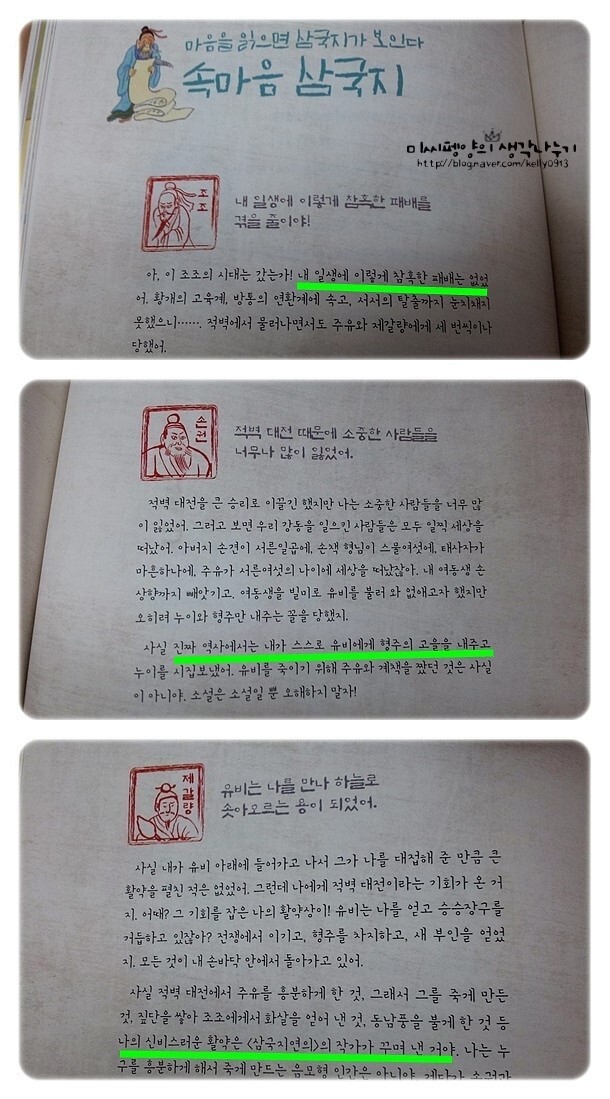 마음을 읽으면 삼국지가 보인다
속마음 삼국지
미씨펭양의 생각나누기
http://blog.naver.com/kelly0913
조조
내 일생에 이렇게 참혹한 패배를
겪을 줄이야!
아, 이 조조의 시대는 갔는가! 내 일생에 이렇게 참혹한 패배는 없었
어. 황개의 고육계, 방통의 연환계에 속고, 서서의 탈출까지 눈치채지
못했으니……. 적벽에서 물러나면서도 주유와 제갈량에게 세 번씩이나
당했어.
손권
적벽 대전 때문에 소중한 사람들을
너무나 많이 잃었어.
적벽 대전을 큰 승리로 이끌긴 했지만 나는 소중한 사람들을 너무 많
이 잃었어. 그러고 보면 우리 강동을 일으킨 사람들은 모두 일찍 세상을
떠났어. 아버지 손견이 서른일곱에, 손책 형님이 스물여섯에, 태사자가
마흔하나에, 주유가 서른여섯의 나이에 세상을 떠났잖아. 내 여동생 손
상향까지 빼앗기고, 여동생을 빌미로 유비를 불러 와 없애고자 했지만
오히려 누이와 형주만 내주는 꼴을 당했지.
사실 진짜 역사에서는 내가 스스로 유비에게 형주의 고을을 내주고
누이를 시집보냈어. 유비를 죽이기 위해 주유와 계책을 짰던 것은 사실
이 아니야. 소설은 소설일 뿐 오해하지 말자!
제갈량
유비는 나를 만나 하늘로
솟아오르는 용이 되었어.
사실 내가 유비 아래에 들어가고 나서 그가 나를 대접해 준 만큼 큰
활약을 펼친 적은 없었어. 그런데 나에게 적벽 대전이라는 기회가 온 거
지. 어때? 그 기회를 잡은 나의 활약상이! 유비는 나를 얻고 승승장구를
거듭하고 있잖아? 전쟁에서 이기고, 형주를 차지하고, 새 부인을 얻었
지. 모든 것이 내 손바닥 안에서 돌아가고 있어.
사실 적벽 대전에서 주유를 흥분하게 한 것, 그래서 그를 죽게 만든
것, 짚단을 쌓아 조조에게서 화살을 얻어 낸 것, 동남풍을 불게 한 것 등
나의 신비스러운 활약은 <삼국지연의>의 작가가 꾸며 낸 거야. 나는 누
구를 흥분하게 해서 죽게 만드는 음모형 인간은 아니야. 게다가 손권과